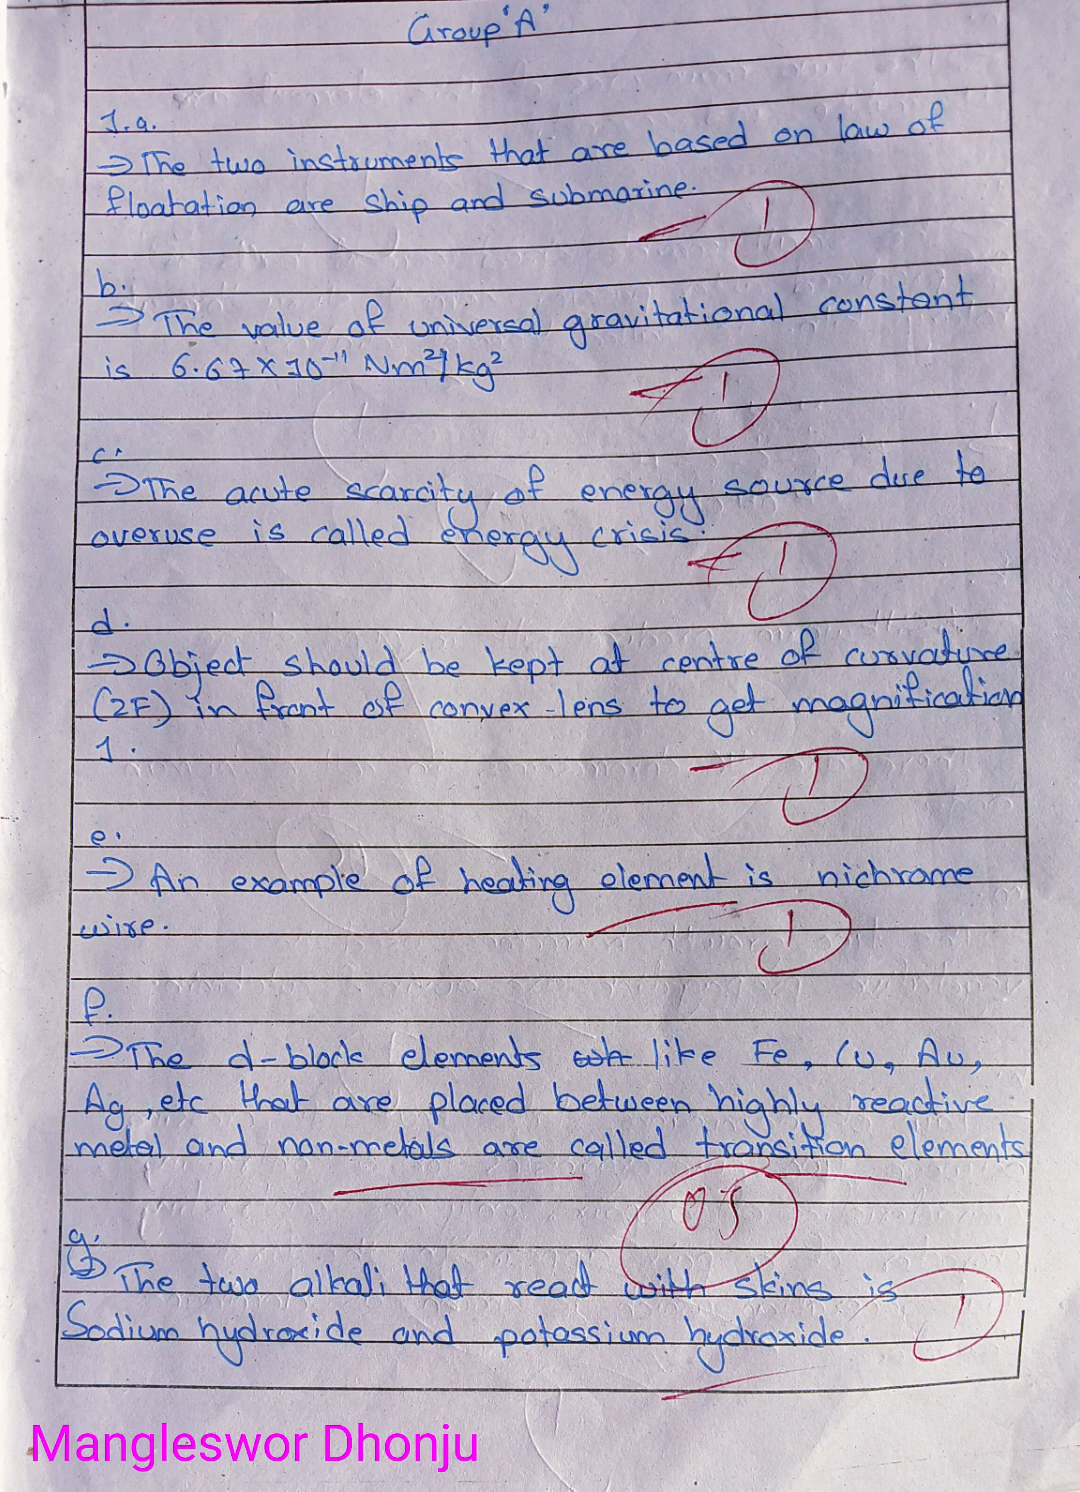 Group 'A'
1.a.
⇒ The two instruments that are based on law of
floatation are ship and submarine.
1
b.
⇒ The value of universal gravitational constant
is 6.67 × 10⁻¹¹ Nm²/kg²
1
c.
⇒ The acute scarcity of energy source due to
overuse is called energy crisis.
1
d.
⇒ Object should be kept at centre of curvature
(2F) in front of convex-lens to get magnification
1.
1
e.
⇒ An example of heating element is nichrome
wire.
1
f.
⇒ The d-block elements like Fe, Cu, Au,
Ag, etc that are placed between highly reactive
metal and non-metals are called transition elements
05
g.
⇒ The two alkali that react with skins is
1
Sodium hydroxide and potassium hydroxide.
Mangleswor Dhonju